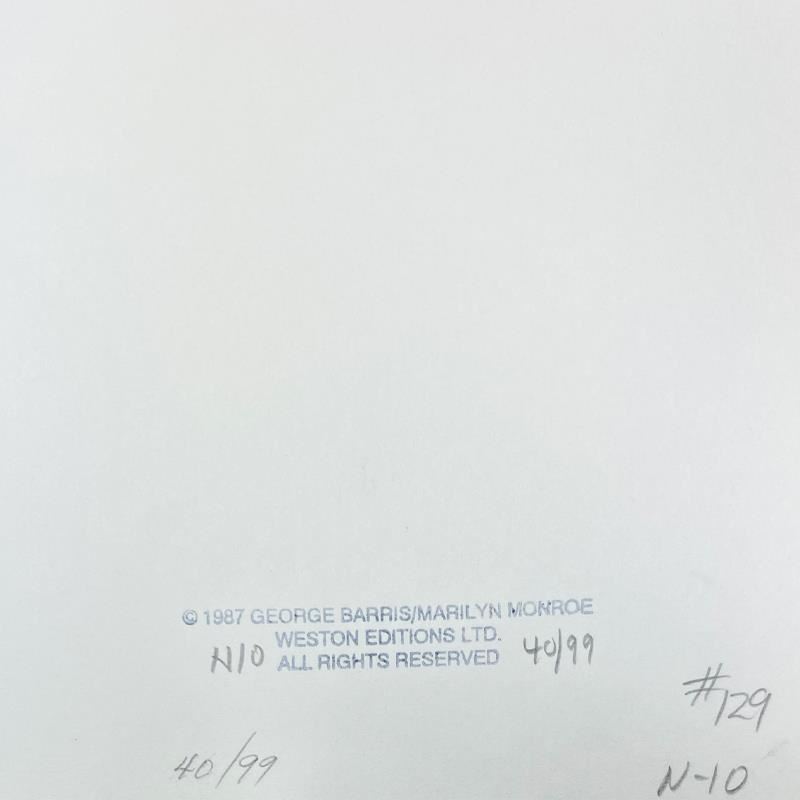 © 1987 GEORGE BARRIS/MARILYN MONROE
WESTON EDITIONS LTD.
N10 ALL RIGHTS RESERVED 40/99
#129
40/99
N-10